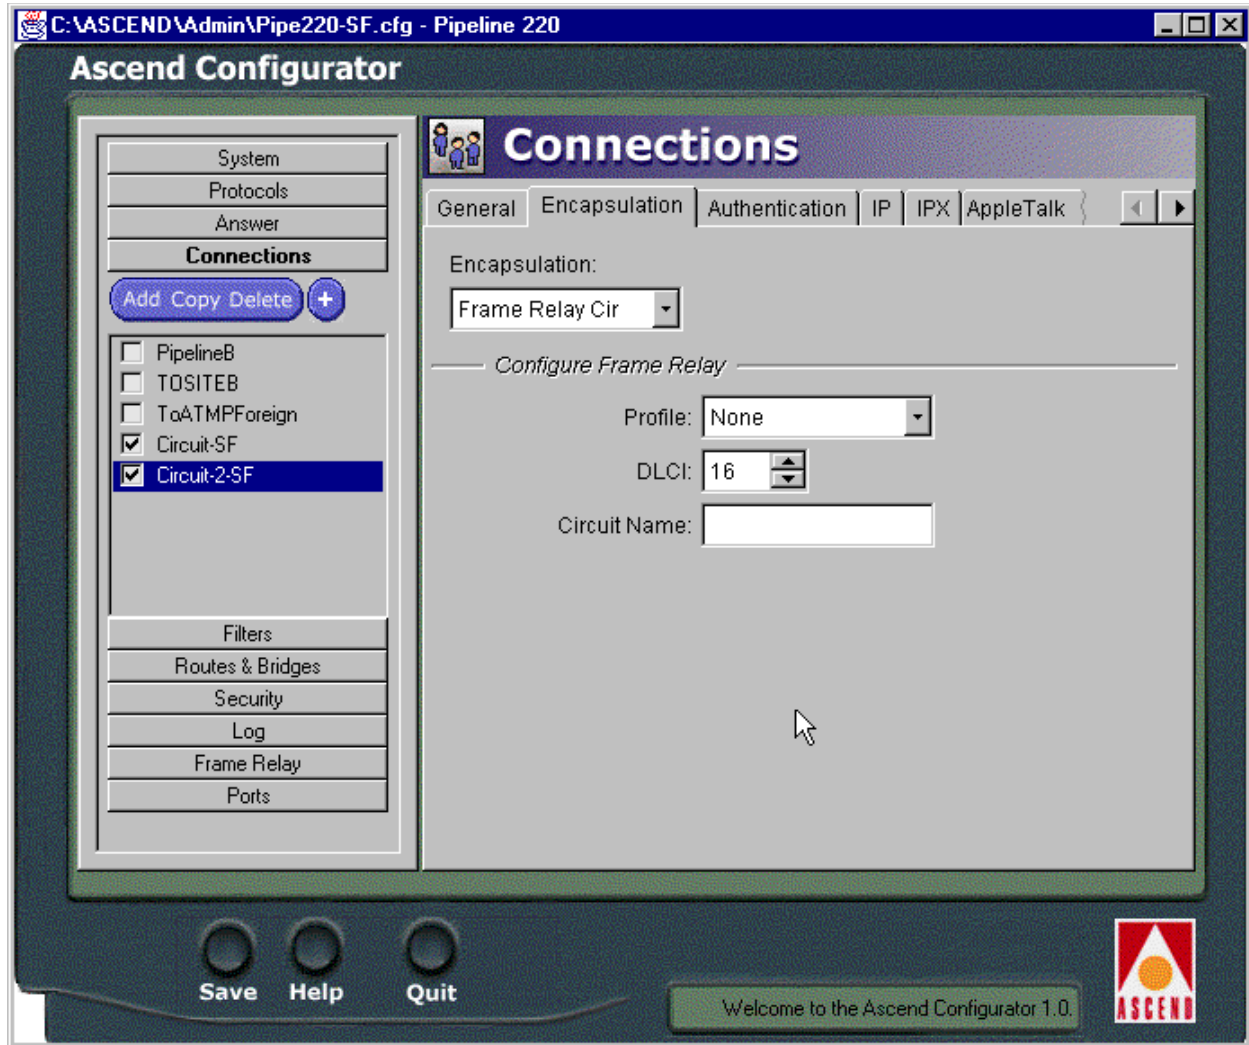 C:\ASCEND\Admin\Pipe220-SF.cfg - Pipeline 220
Ascend Configurator
System
Protocols
Answer
Connections
Add Copy Delete +
PipelineB
TOSITEB
ToATMPForeign
Circuit-SF
Circuit-2-SF
Filters
Routes & Bridges
Security
Log
Frame Relay
Ports
Connections
General Encapsulation Authentication IP IPX AppleTalk
Encapsulation:
Frame Relay Cir
Configure Frame Relay
Profile: None
DLCI: 16
Circuit Name:
Save Help Quit
Welcome to the Ascend Configurator 1.0.
ASCEND